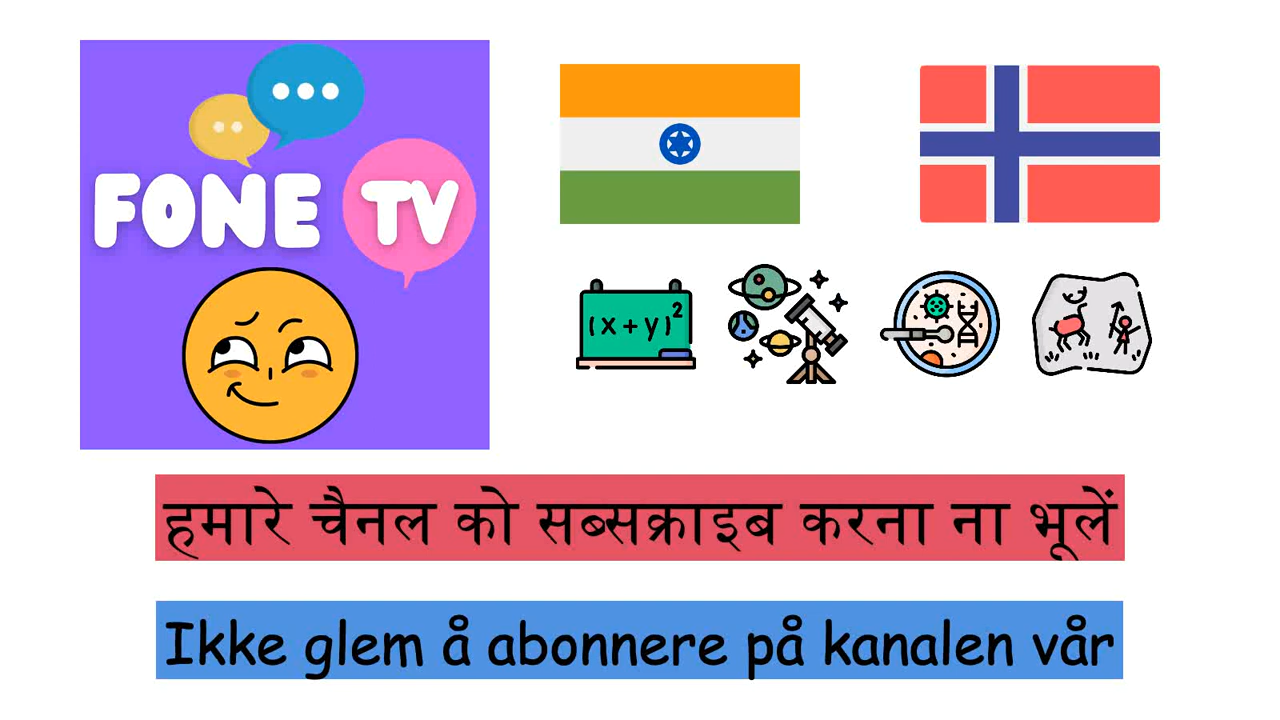 FONE TV
(x + y)²
हमारे चैनल को सब्सक्राइब करना ना भूलें
Ikke glem å abonnere på kanalen vår